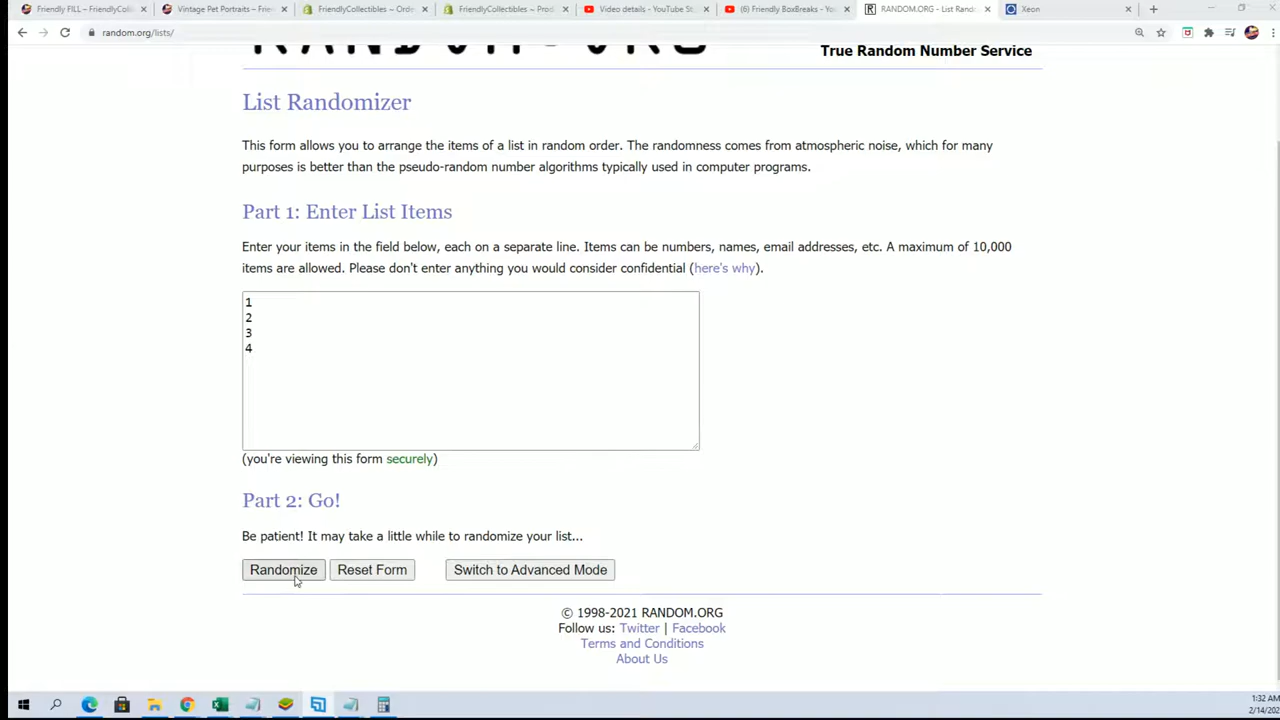 Friendly FILL – FriendlyColl
Vintage Pet Portraits – Frie
FriendlyCollectibles ~ Orde
FriendlyCollectibles ~ Prod
Video details - YouTube St
(6) Friendly BoxBreaks - Yo
RANDOM.ORG - List Rand
Xeon
random.org/lists/
RANDOM.ORG
True Random Number Service
List Randomizer
This form allows you to arrange the items of a list in random order. The randomness comes from atmospheric noise, which for many
purposes is better than the pseudo-random number algorithms typically used in computer programs.
Part 1: Enter List Items
Enter your items in the field below, each on a separate line. Items can be numbers, names, email addresses, etc. A maximum of 10,000
items are allowed. Please don't enter anything you would consider confidential (here's why).
1
2
3
4
(you're viewing this form securely)
Part 2: Go!
Be patient! It may take a little while to randomize your list...
Randomize Reset Form Switch to Advanced Mode
© 1998-2021 RANDOM.ORG
Follow us: Twitter | Facebook
Terms and Conditions
About Us
1:32 AM
2/14/202